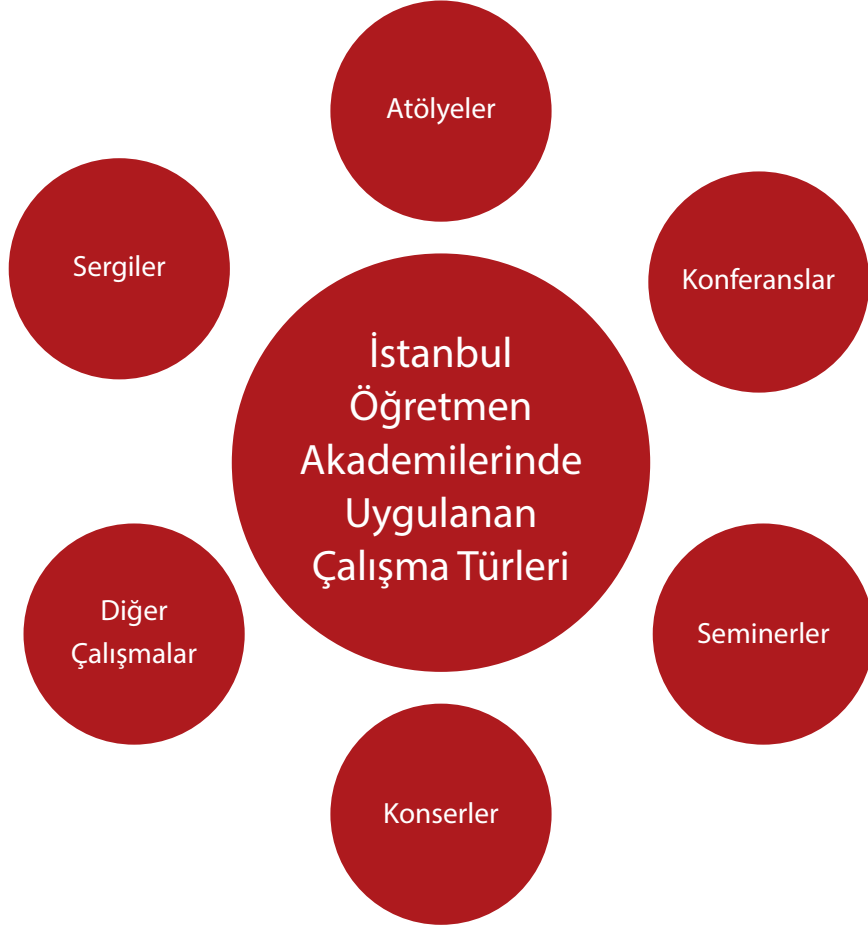 Atölyeler
Sergiler
Konferanslar
İstanbul
Öğretmen
Akademilerinde
Uygulanan
Çalışma Türleri
Diğer
Çalışmalar
Seminerler
Konserler